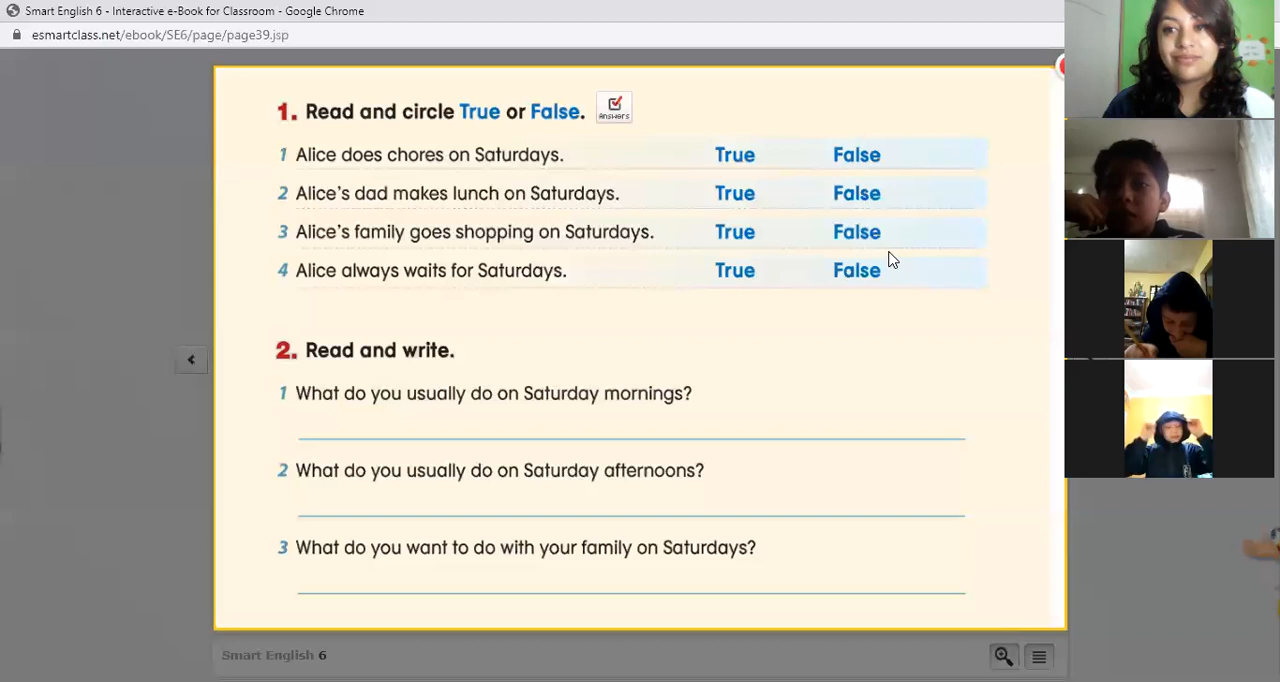 Smart English 6 - Interactive e-Book for Classroom - Google Chrome
esmartclass.net/ebook/SE6/page/page39.jsp
1. Read and circle True or False.
Answers
1 Alice does chores on Saturdays. True False
2 Alice's dad makes lunch on Saturdays. True False
3 Alice's family goes shopping on Saturdays. True False
4 Alice always waits for Saturdays. True False
2. Read and write.
1 What do you usually do on Saturday mornings?
2 What do you usually do on Saturday afternoons?
3 What do you want to do with your family on Saturdays?
Smart English 6